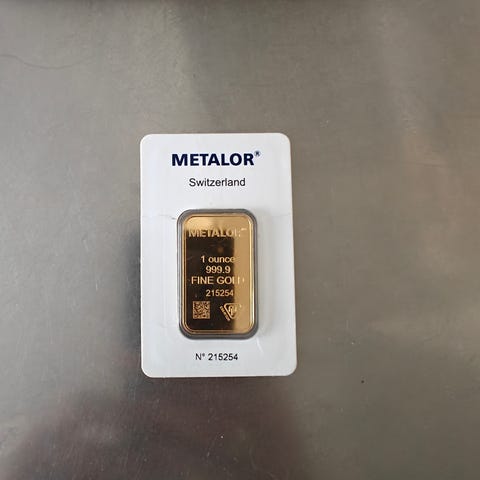 METALOR®
Switzerland
METALOR
1 ounce
999.9
FINE GOLD
215254
N° 215254